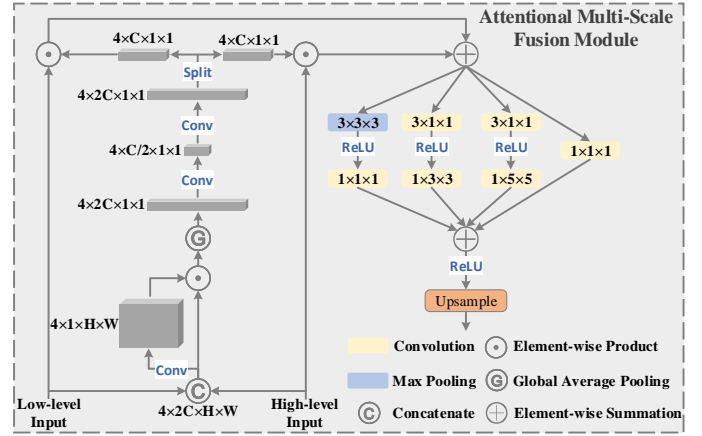 Attentional Multi-Scale
Fusion Module
4×C×1×1
4×C×1×1
Split
4×2C×1×1
Conv
4×C/2×1×1
Conv
4×2C×1×1
G
4×1×H×W
Conv
C
4×2C×H×W
Low-level
Input
High-level
Input
3×3×3
3×1×1
3×1×1
ReLU
ReLU
ReLU
1×1×1
1×1×1
1×3×3
1×5×5
ReLU
Upsample
Convolution
Element-wise Product
Max Pooling
G
Global Average Pooling
C
Concatenate
Element-wise Summation